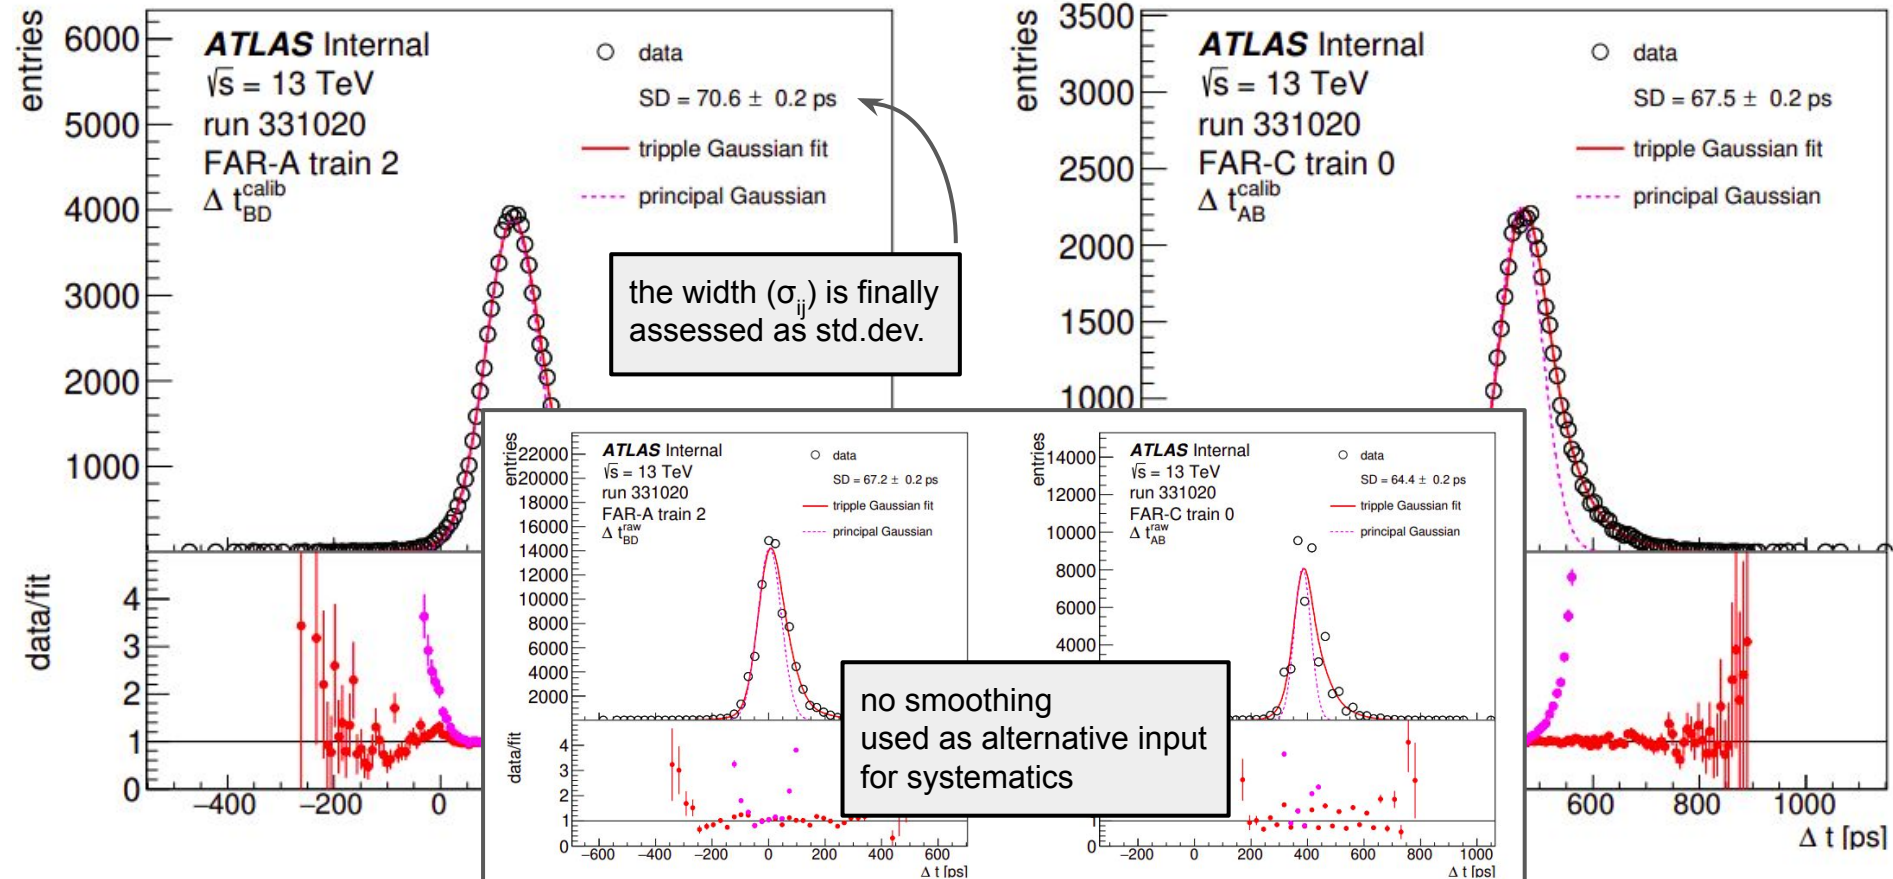 entries
6000
5000
4000
3000
2000
1000
ATLAS Internal
√s = 13 TeV
run 331020
FAR-A train 2
Δ t_BD^calib
data
SD = 70.6 ± 0.2 ps
tripple Gaussian fit
principal Gaussian
data/fit
4
3
2
1
0
−400
−200
0
entries
3500
3000
2500
2000
1500
1000
ATLAS Internal
√s = 13 TeV
run 331020
FAR-C train 0
Δ t_AB^calib
data
SD = 67.5 ± 0.2 ps
tripple Gaussian fit
principal Gaussian
600
800
1000
Δ t [ps]
the width (σ_ij) is finally
assessed as std.dev.
entries
22000
20000
18000
16000
14000
12000
10000
8000
6000
4000
2000
ATLAS Internal
√s = 13 TeV
run 331020
FAR-A train 2
Δ t_BD^raw
data
SD = 67.2 ± 0.2 ps
tripple Gaussian fit
principal Gaussian
data/fit
4
3
2
1
0
−600
−400
−200
0
200
400
600
Δ t [ps]
entries
14000
12000
10000
8000
6000
4000
ATLAS Internal
√s = 13 TeV
run 331020
FAR-C train 0
Δ t_AB^raw
data
SD = 64.4 ± 0.2 ps
tripple Gaussian fit
principal Gaussian
0
−200
0
200
400
600
800
1000
Δ t [ps]
no smoothing
used as alternative input
for systematics